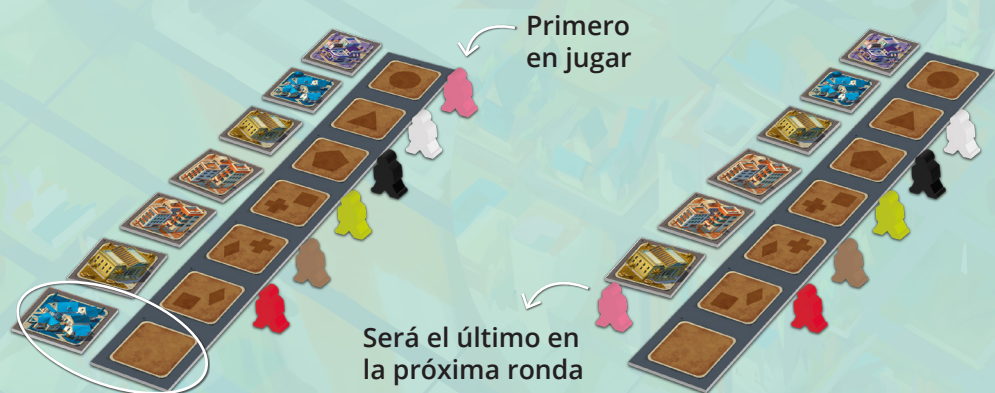 Primero
en jugar
Será el último en
la próxima ronda